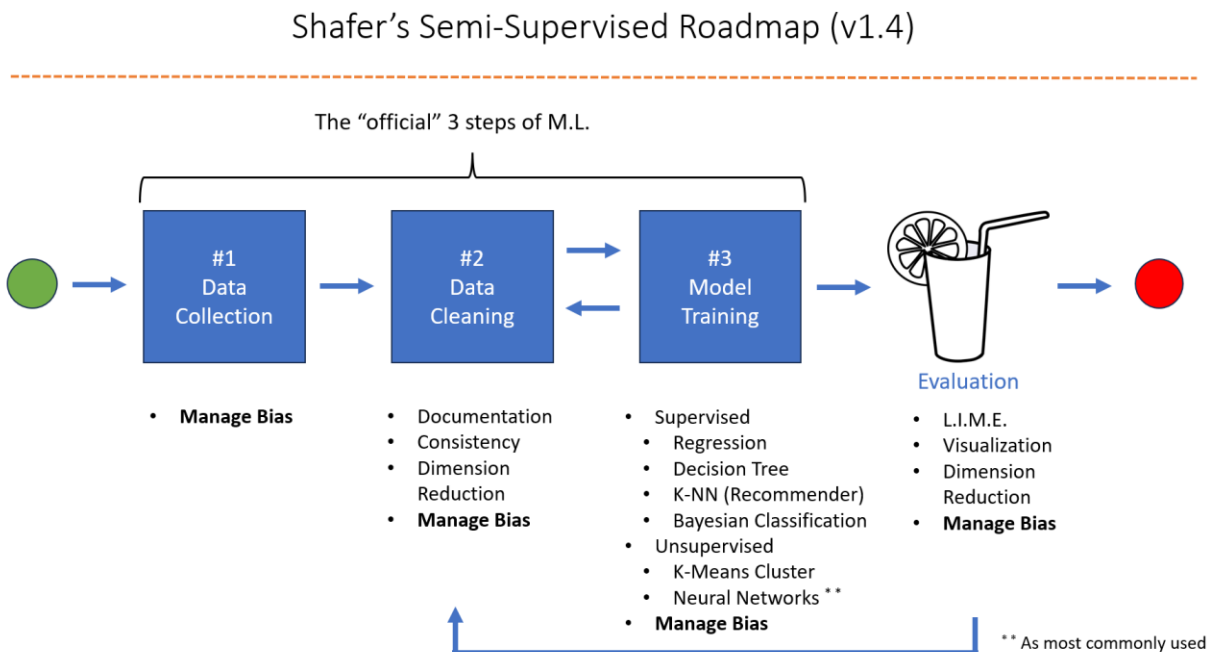 Shafer's Semi-Supervised Roadmap (v1.4)
The "official" 3 steps of M.L.
#1
Data
Collection
#2
Data
Cleaning
#3
Model
Training
Evaluation
• Manage Bias
• Documentation
• Consistency
• Dimension
Reduction
• Manage Bias
• Supervised
• Regression
• Decision Tree
• K-NN (Recommender)
• Bayesian Classification
• Unsupervised
• K-Means Cluster
• Neural Networks **
• Manage Bias
• L.I.M.E.
• Visualization
• Dimension
Reduction
• Manage Bias
** As most commonly used